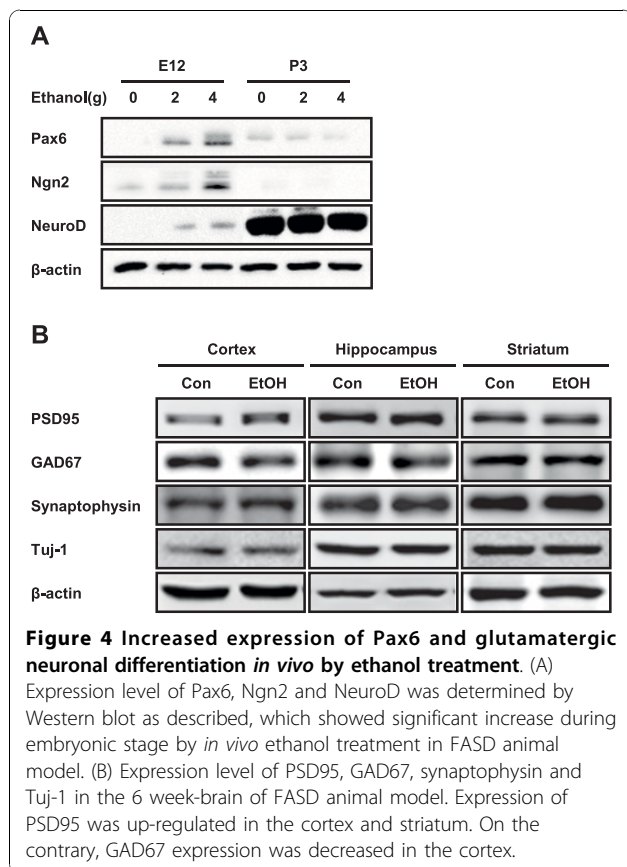 A
E12 P3
Ethanol(g) 0 2 4 0 2 4
Pax6
Ngn2
NeuroD
β-actin
B
Cortex Hippocampus Striatum
Con EtOH Con EtOH Con EtOH
PSD95
GAD67
Synaptophysin
Tuj-1
β-actin
Figure 4 Increased expression of Pax6 and glutamatergic
neuronal differentiation in vivo by ethanol treatment. (A)
Expression level of Pax6, Ngn2 and NeuroD was determined by
Western blot as described, which showed significant increase during
embryonic stage by in vivo ethanol treatment in FASD animal
model. (B) Expression level of PSD95, GAD67, synaptophysin and
Tuj-1 in the 6 week-brain of FASD animal model. Expression of
PSD95 was up-regulated in the cortex and striatum. On the
contrary, GAD67 expression was decreased in the cortex.